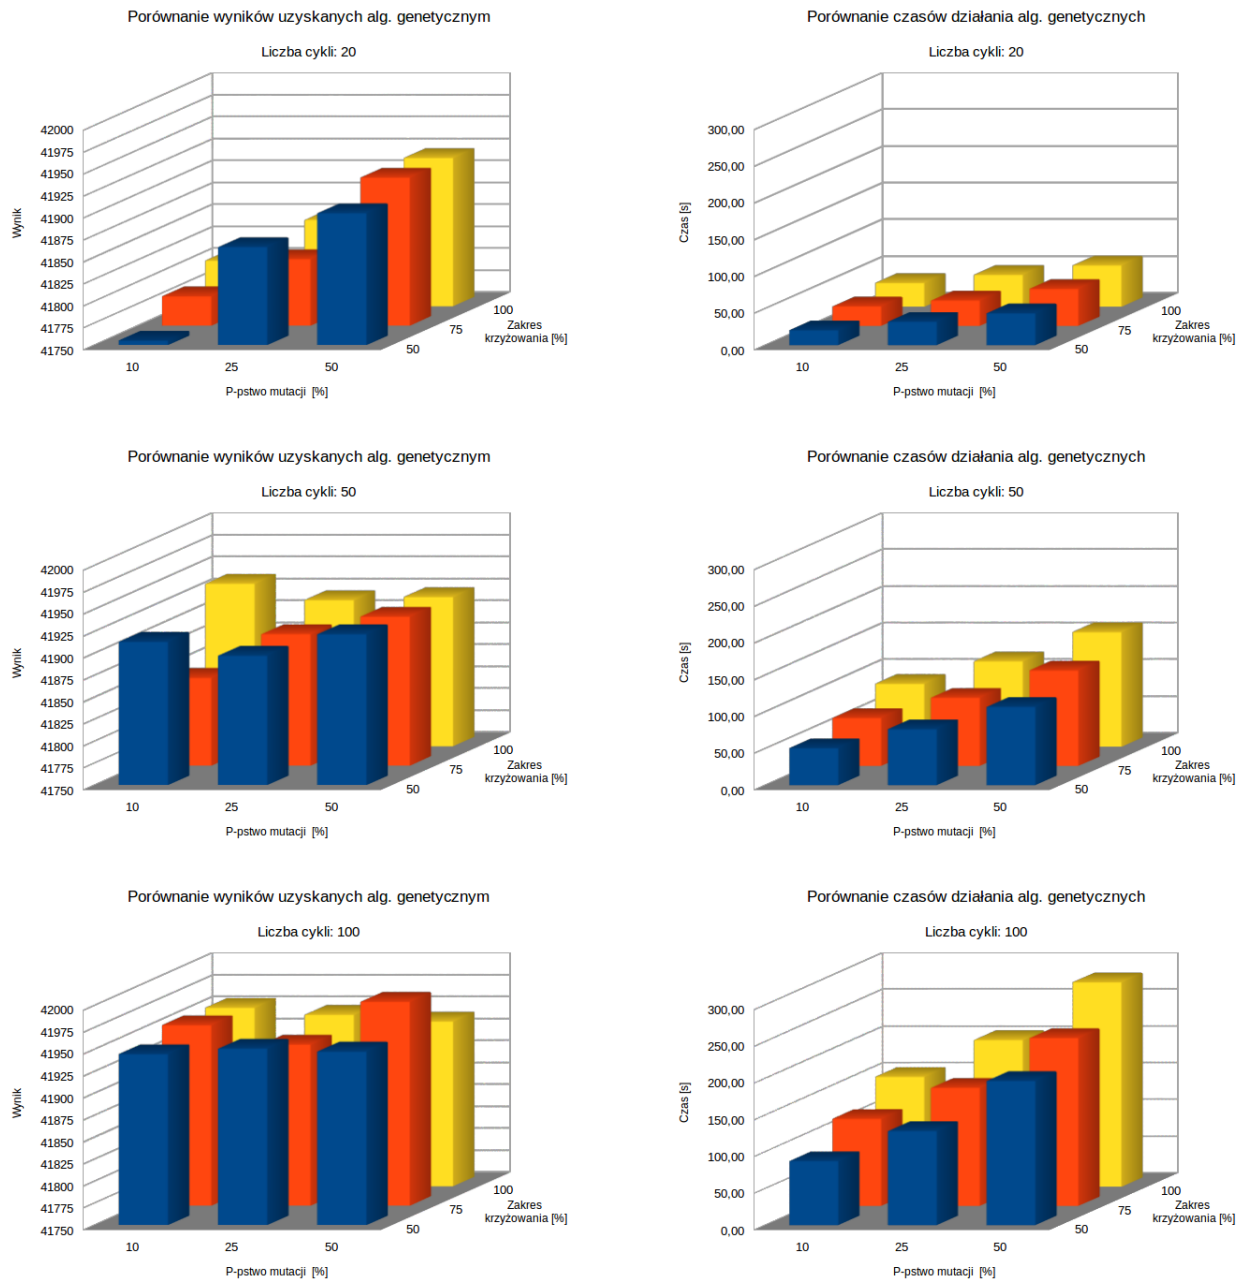 Porównanie wyników uzyskanych alg. genetycznym
Liczba cykli: 20
42000
41975
41950
41925
41900
41875
41850
41825
41800
41775
41750
Wynik
10
25
50
P-pstwo mutacji [%]
50
75
100
Zakres
krzyżowania [%]
Porównanie czasów działania alg. genetycznych
Liczba cykli: 20
300,00
250,00
200,00
150,00
100,00
50,00
0,00
Czas [s]
10
25
50
P-pstwo mutacji [%]
50
75
100
Zakres
krzyżowania [%]
Porównanie wyników uzyskanych alg. genetycznym
Liczba cykli: 50
42000
41975
41950
41925
41900
41875
41850
41825
41800
41775
41750
Wynik
10
25
50
P-pstwo mutacji [%]
50
75
100
Zakres
krzyżowania [%]
Porównanie czasów działania alg. genetycznych
Liczba cykli: 50
300,00
250,00
200,00
150,00
100,00
50,00
0,00
Czas [s]
10
25
50
P-pstwo mutacji [%]
50
75
100
Zakres
krzyżowania [%]
Porównanie wyników uzyskanych alg. genetycznym
Liczba cykli: 100
42000
41975
41950
41925
41900
41875
41850
41825
41800
41775
41750
Wynik
10
25
50
P-pstwo mutacji [%]
50
75
100
Zakres
krzyżowania [%]
Porównanie czasów działania alg. genetycznych
Liczba cykli: 100
300,00
250,00
200,00
150,00
100,00
50,00
0,00
Czas [s]
10
25
50
P-pstwo mutacji [%]
50
75
100
Zakres
krzyżowania [%]